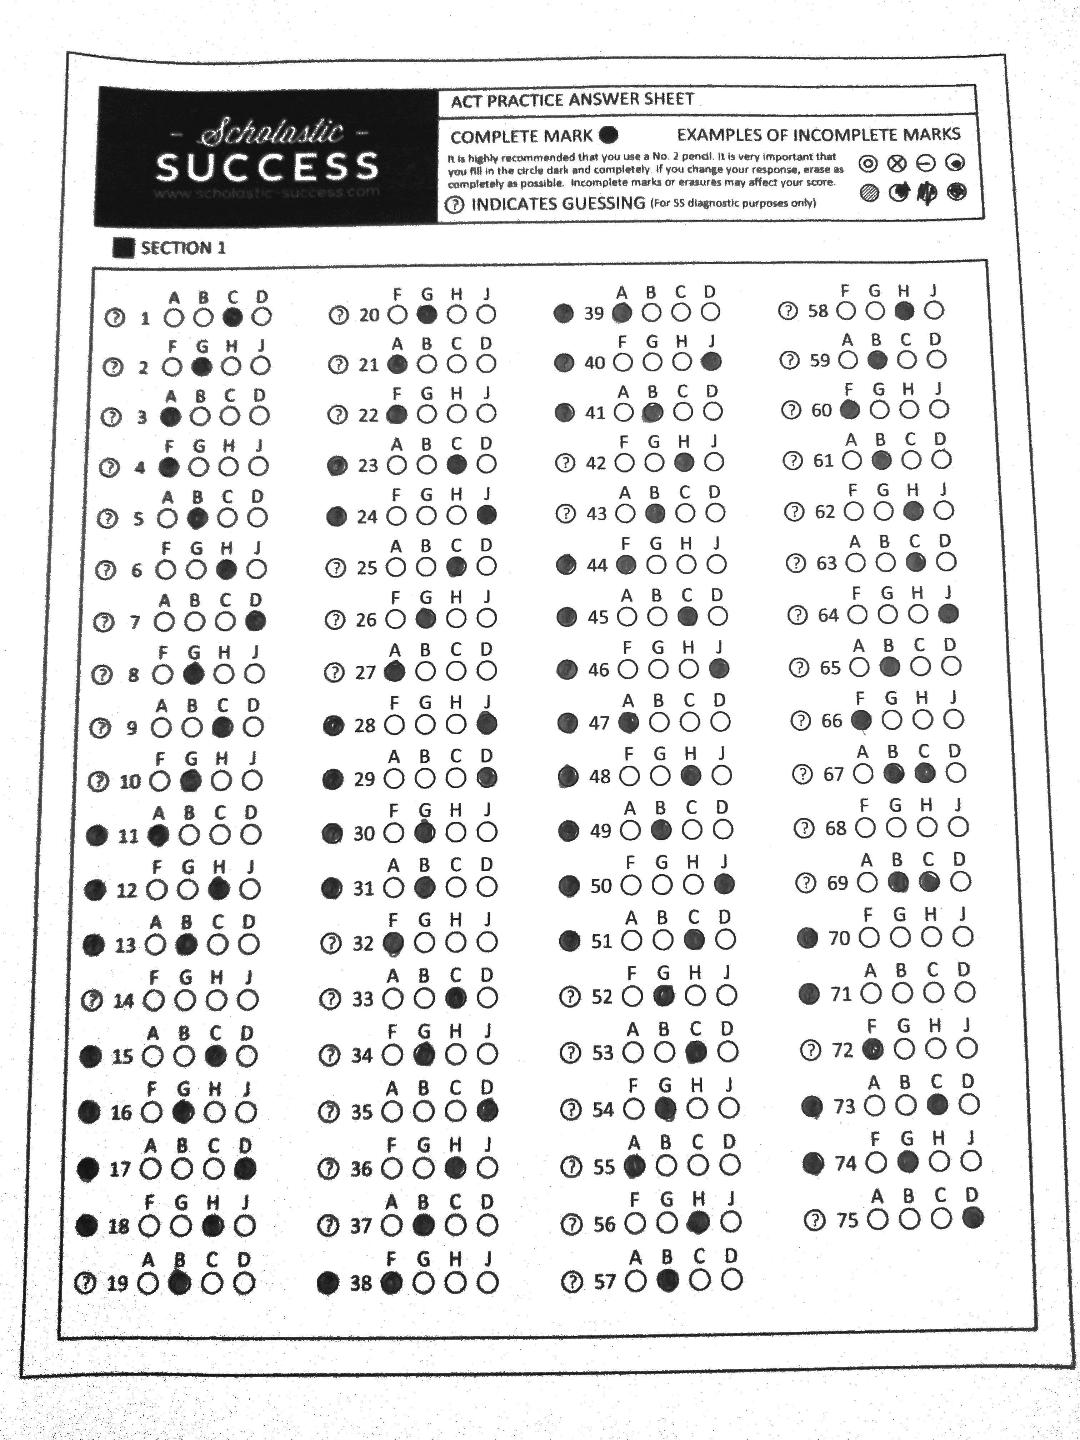 - Scholastic -
SUCCESS
www.scholastic-success.com
ACT PRACTICE ANSWER SHEET
COMPLETE MARK
EXAMPLES OF INCOMPLETE MARKS
It is highly recommended that you use a No. 2 pencil. It is very important that
you fill in the circle dark and completely. If you change your response, erase as
completely as possible. Incomplete marks or erasures may affect your score.
? INDICATES GUESSING (For SS diagnostic purposes only)
SECTION 1
A B C D
? 1
F G H J
? 2
A B C D
? 3
F G H J
? 4
A B C D
? 5
F G H J
? 6
A B C D
? 7
F G H J
? 8
A B C D
? 9
F G H J
? 10
A B C D
11
F G H J
12
A B C D
13
F G H J
? 14
A B C D
15
F G H J
16
A B C D
17
F G H J
18
A B C D
? 19
F G H J
? 20
A B C D
? 21
F G H J
? 22
A B C D
23
F G H J
24
A B C D
? 25
F G H J
? 26
A B C D
? 27
F G H J
28
A B C D
29
F G H J
30
A B C D
31
F G H J
? 32
A B C D
? 33
F G H J
? 34
A B C D
? 35
F G H J
? 36
A B C D
? 37
F G H J
38
A B C D
39
F G H J
40
A B C D
41
F G H J
? 42
A B C D
? 43
F G H J
44
A B C D
45
F G H J
46
A B C D
47
F G H J
48
A B C D
49
F G H J
50
A B C D
51
F G H J
? 52
A B C D
? 53
F G H J
? 54
A B C D
? 55
F G H J
? 56
A B C D
? 57
F G H J
? 58
A B C D
? 59
F G H J
? 60
A B C D
? 61
F G H J
? 62
A B C D
? 63
F G H J
? 64
A B C D
? 65
F G H J
? 66
A B C D
? 67
F G H J
? 68
A B C D
? 69
F G H J
70
A B C D
71
F G H J
? 72
A B C D
73
F G H J
74
A B C D
? 75